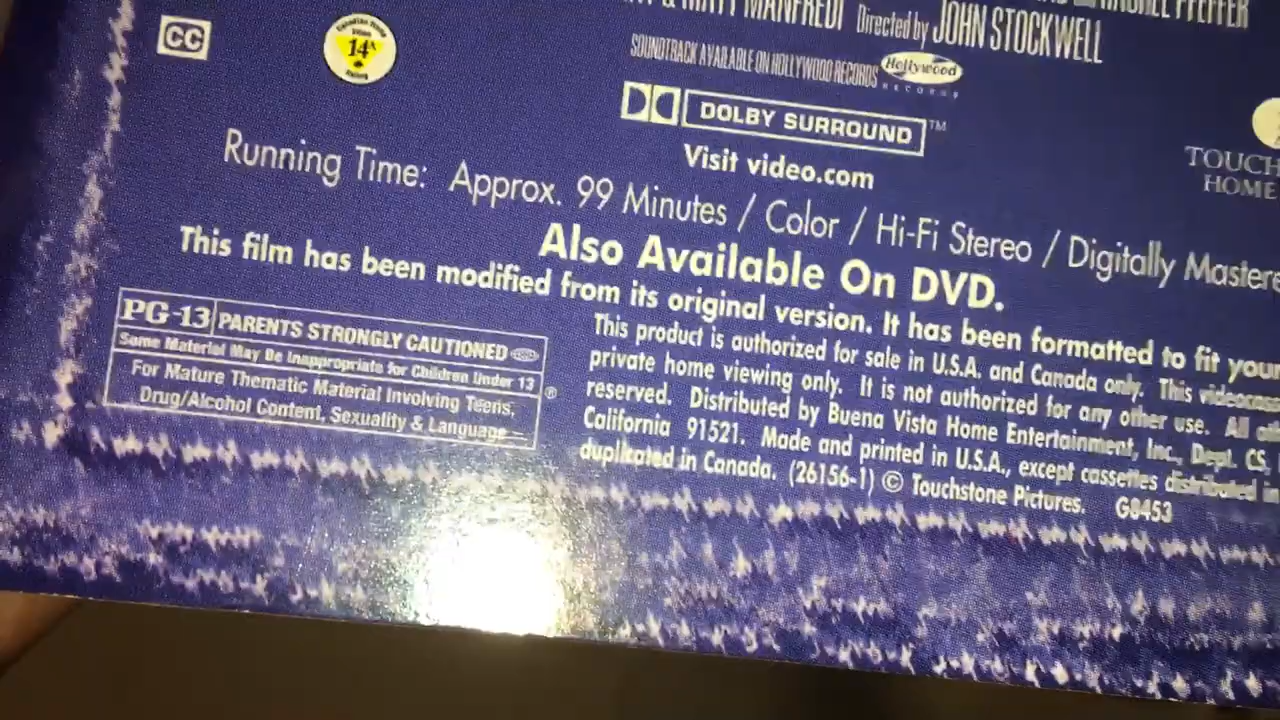 & MATT MANFREDI Directed by JOHN STOCKWELL
CC
14A
SOUNDTRACK AVAILABLE ON HOLLYWOOD RECORDS Hollywood RECORDS
DOLBY SURROUND ™
Visit video.com
TOUCH
HOME
Running Time: Approx. 99 Minutes / Color / Hi-Fi Stereo / Digitally Mastere
Also Available On DVD.
This film has been modified from its original version. It has been formatted to fit your
PG-13 PARENTS STRONGLY CAUTIONED
Some Material May Be Inappropriate for Children Under 13
For Mature Thematic Material Involving Teens,
Drug/Alcohol Content, Sexuality & Language ®
This product is authorized for sale in U.S.A. and Canada only. This videocass
private home viewing only. It is not authorized for any other use. All
reserved. Distributed by Buena Vista Home Entertainment, Inc., Dept. CS,
California 91521. Made and printed in U.S.A., except cassettes distributed in
duplicated in Canada. (26156-1) © Touchstone Pictures. G0453